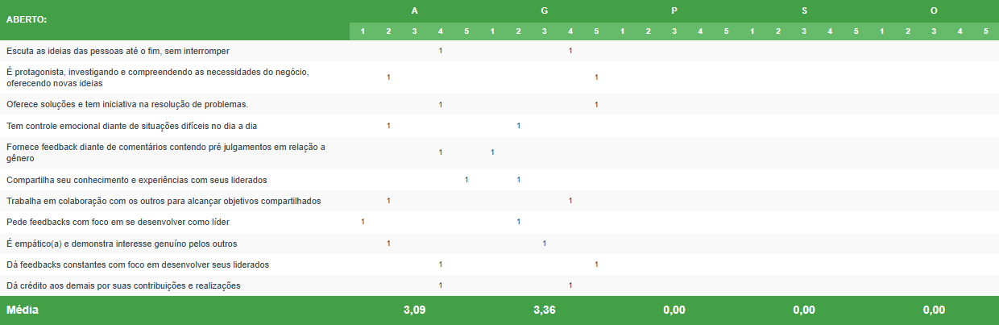 ABERTO: A G P S O
1 2 3 4 5 1 2 3 4 5 1 2 3 4 5 1 2 3 4 5 1 2 3 4 5
Escuta as ideias das pessoas até o fim, sem interromper 1 1
É protagonista, investigando e compreendendo as necessidades do negócio,
oferecendo novas ideias 1 1
Oferece soluções e tem iniciativa na resolução de problemas. 1 1
Tem controle emocional diante de situações difíceis no dia a dia 1 1
Fornece feedback diante de comentários contendo pré julgamentos em relação a
gênero 1 1
Compartilha seu conhecimento e experiências com seus liderados 1 1
Trabalha em colaboração com os outros para alcançar objetivos compartilhados 1 1
Pede feedbacks com foco em se desenvolver como líder 1 1
É empático(a) e demonstra interesse genuíno pelos outros 1 1
Dá feedbacks constantes com foco em desenvolver seus liderados 1 1
Dá crédito aos demais por suas contribuições e realizações 1 1
Média 3,09 3,36 0,00 0,00 0,00